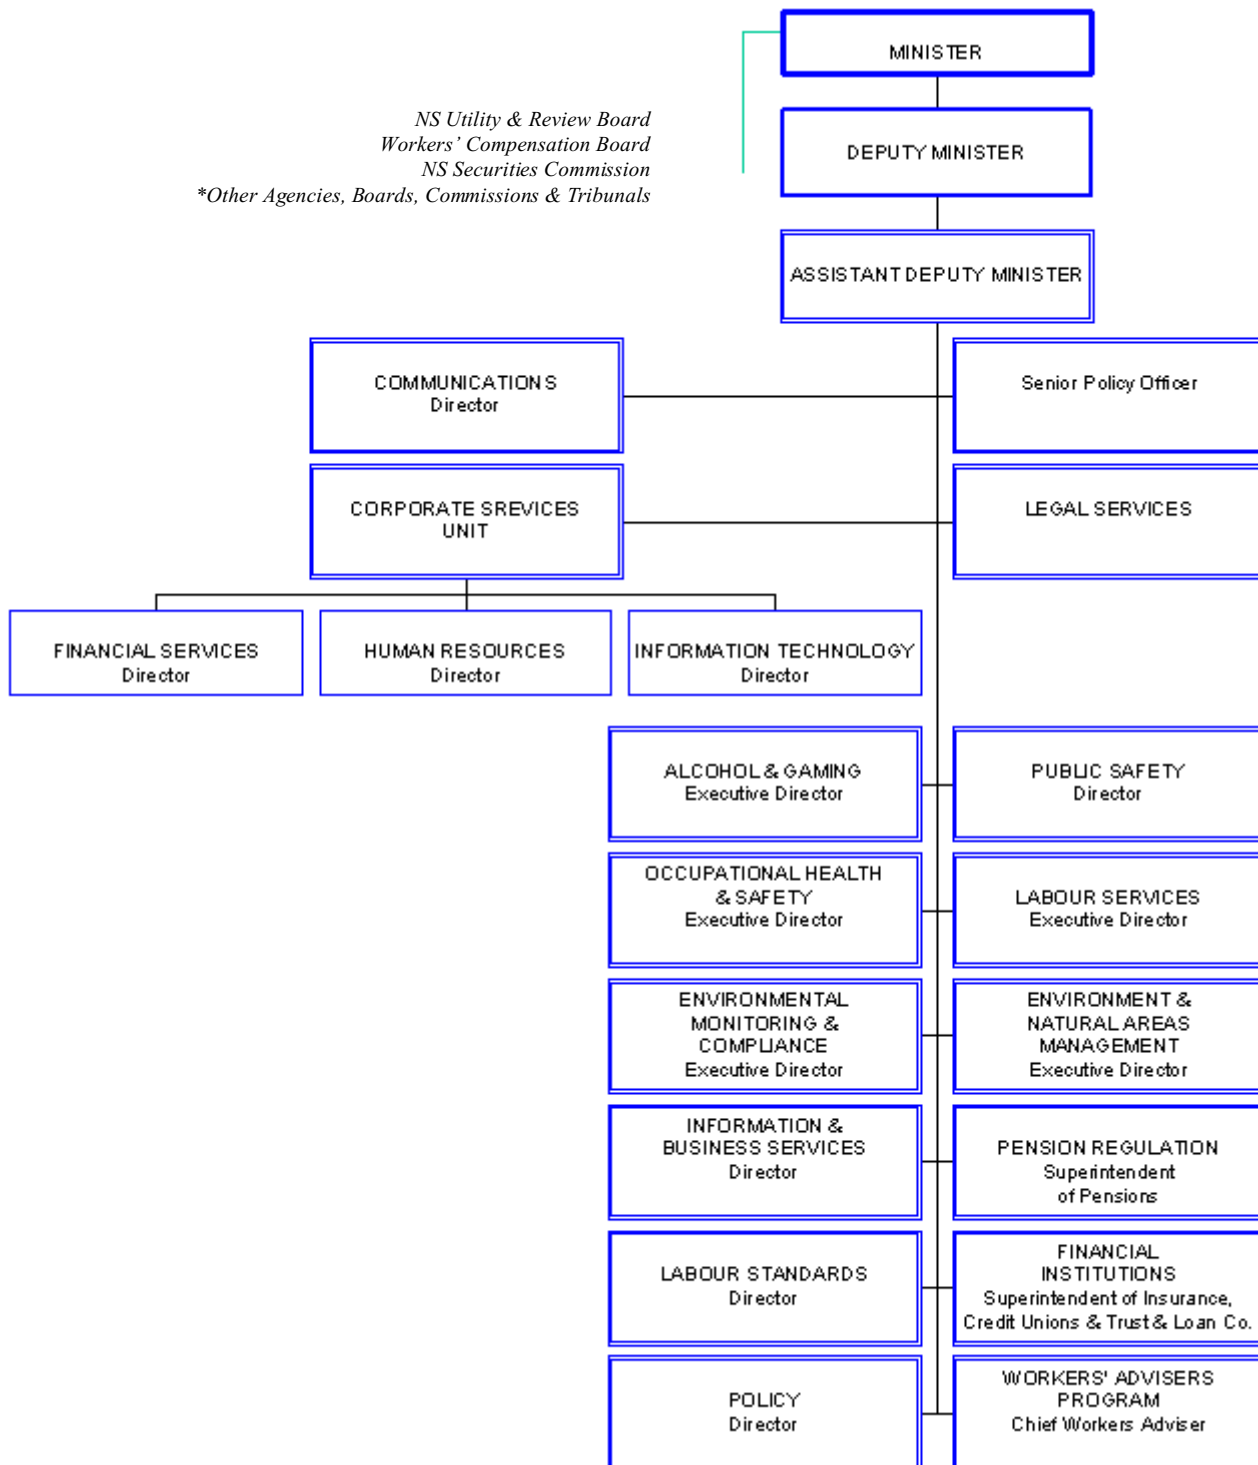 MINISTER
NS Utility & Review Board
Workers’ Compensation Board
NS Securities Commission
*Other Agencies, Boards, Commissions & Tribunals
DEPUTY MINISTER
ASSISTANT DEPUTY MINISTER
COMMUNICATIONS
Director
Senior Policy Officer
CORPORATE SREVICES
UNIT
LEGAL SERVICES
FINANCIAL SERVICES
Director
HUMAN RESOURCES
Director
INFORMATION TECHNOLOGY
Director
ALCOHOL & GAMING
Executive Director
PUBLIC SAFETY
Director
OCCUPATIONAL HEALTH
& SAFETY
Executive Director
LABOUR SERVICES
Executive Director
ENVIRONMENTAL
MONITORING &
COMPLIANCE
Executive Director
ENVIRONMENT &
NATURAL AREAS
MANAGEMENT
Executive Director
INFORMATION &
BUSINESS SERVICES
Director
PENSION REGULATION
Superintendent
of Pensions
LABOUR STANDARDS
Director
FINANCIAL
INSTITUTIONS
Superintendent of Insurance,
Credit Unions & Trust & Loan Co.
POLICY
Director
WORKERS' ADVISERS
PROGRAM
Chief Workers Adviser